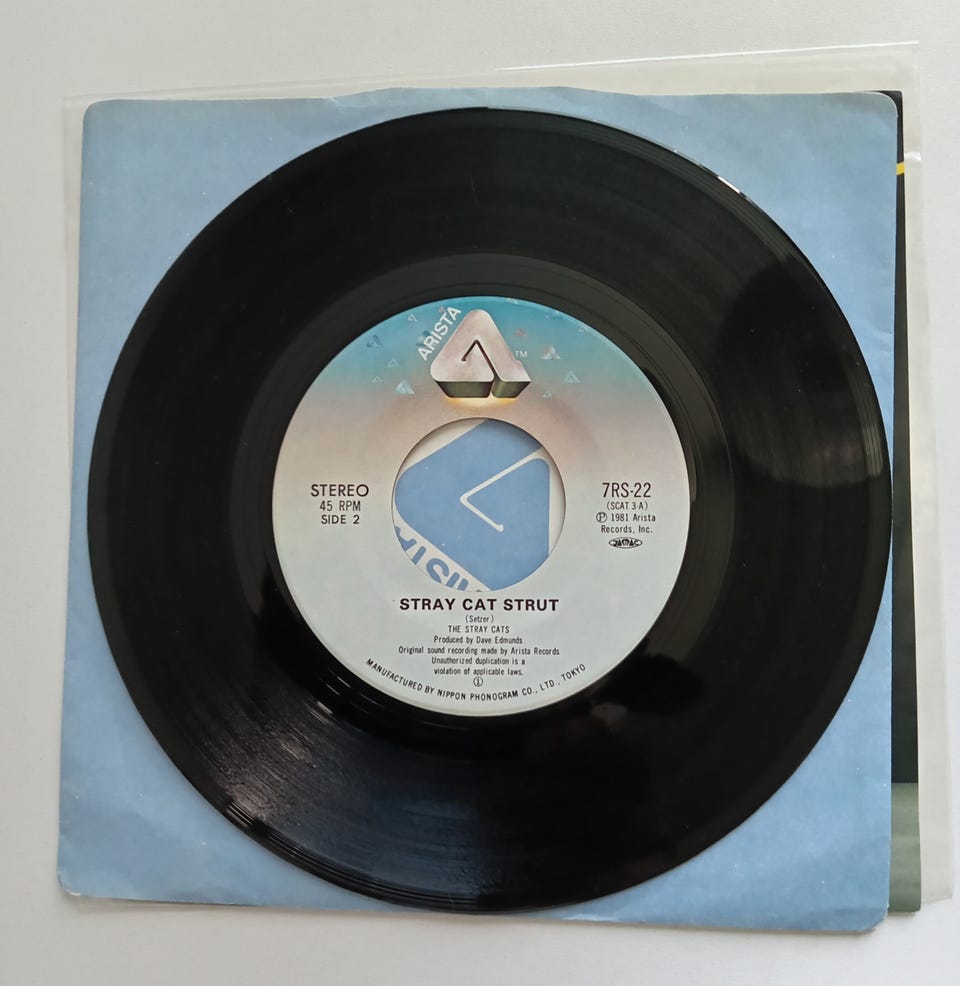 ARISTA
TM
STEREO
45 RPM
SIDE 2
7RS-22
(SCAT 3-A)
Ⓟ 1981 Arista
Records, Inc.
STRAY CAT STRUT
(Setzer)
THE STRAY CATS
Produced by Dave Edmunds
Original sound recording made by Arista Records
Unauthorized duplication is a
violation of applicable laws.
①
MANUFACTURED BY NIPPON PHONOGRAM CO., LTD., TOKYO